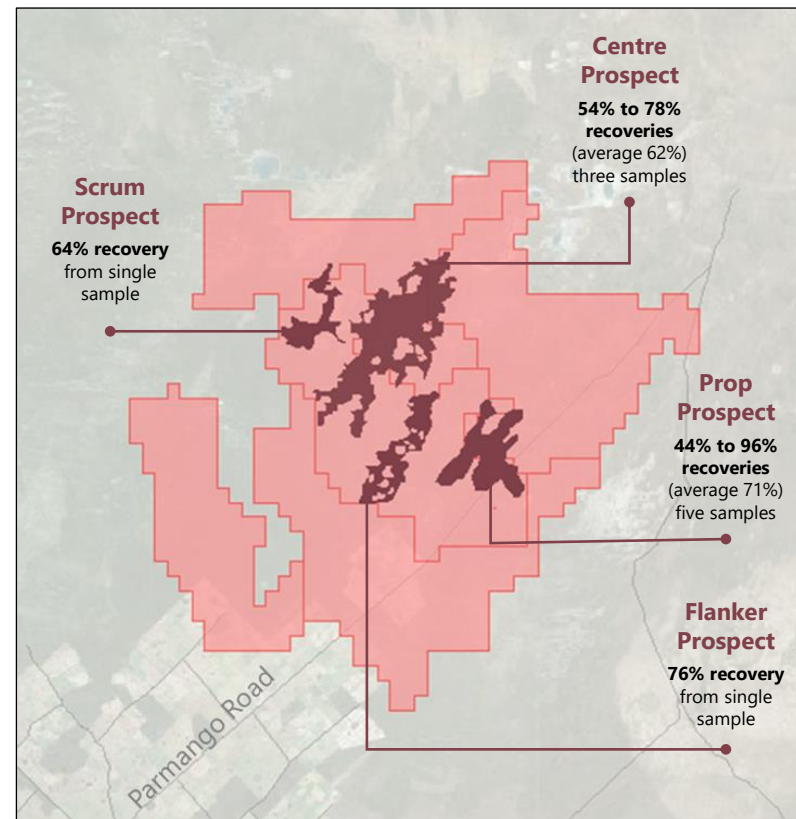 Centre
Prospect
54% to 78%
recoveries
(average 62%)
three samples
Scrum
Prospect
64% recovery
from single
sample
Prop
Prospect
44% to 96%
recoveries
(average 71%)
five samples
Flanker
Prospect
76% recovery
from single
sample
Parmango Road